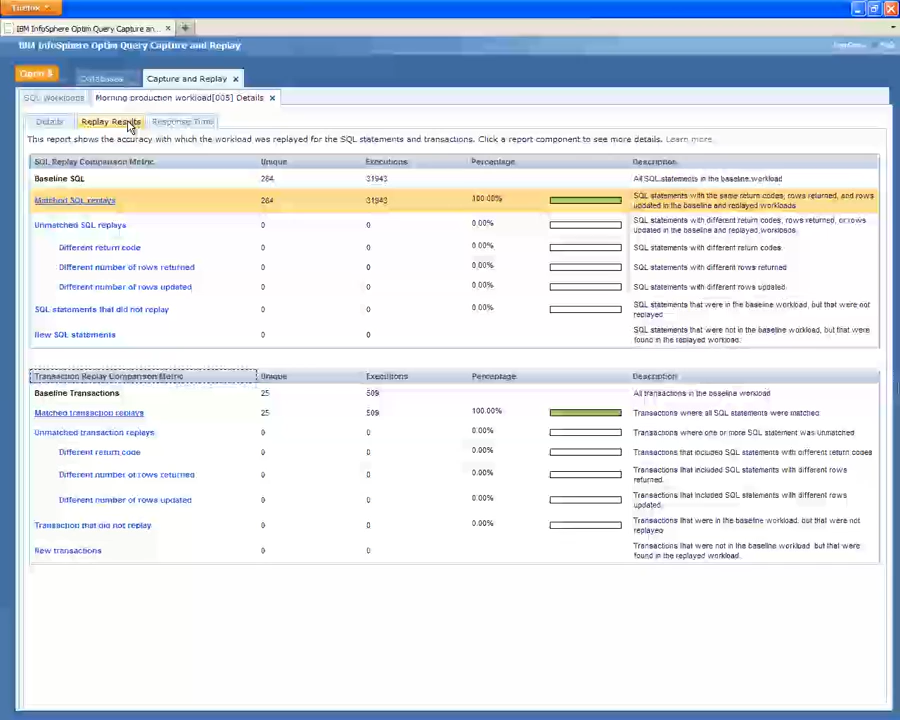 Firefox
IBM InfoSphere Optim Query Capture an...
IBM InfoSphere Optim Query Capture and Replay
Open
Databases
Capture and Replay
SQL Workloads
Morning production workload[005] Details
Details
Replay Results
Response Time
This report shows the accuracy with which the workload was replayed for the SQL statements and transactions. Click a report component to see more details. Learn more.
SQL Replay Comparison Metric Unique Executions Percentage Description
Baseline SQL 284 31943 All SQL statements in the baseline workload
Matched SQL replays 284 31943 100.00% SQL statements with the same return codes, rows returned, and rows
updated in the baseline and replayed workloads
Unmatched SQL replays 0 0 0.00% SQL statements with different return codes, rows returned, or rows
updated in the baseline and replayed workloads.
Different return code 0 0 0.00% SQL statements with different return codes
Different number of rows returned 0 0 0.00% SQL statements with different rows returned
Different number of rows updated 0 0 0.00% SQL statements with different rows updated
SQL statements that did not replay 0 0 0.00% SQL statements that were in the baseline workload, but that were not
replayed
New SQL statements 0 0 SQL statements that were not in the baseline workload, but that were
found in the replayed workload.
Transaction Replay Comparison Metric Unique Executions Percentage Description
Baseline Transactions 25 509 All transactions in the baseline workload
Matched transaction replays 25 509 100.00% Transactions where all SQL statements were matched
Unmatched transaction replays 0 0 0.00% Transactions where one or more SQL statement was unmatched
Different return code 0 0 0.00% Transactions that included SQL statements with different return codes
Different number of rows returned 0 0 0.00% Transactions that included SQL statements with different rows
returned.
Different number of rows updated 0 0 0.00% Transactions that included SQL statements with different rows
updated.
Transaction that did not replay 0 0 0.00% Transactions that were in the baseline workload, but that were not
replayed
New transactions 0 0 Transactions that were not in the baseline workload, but that were
found in the replayed workload.